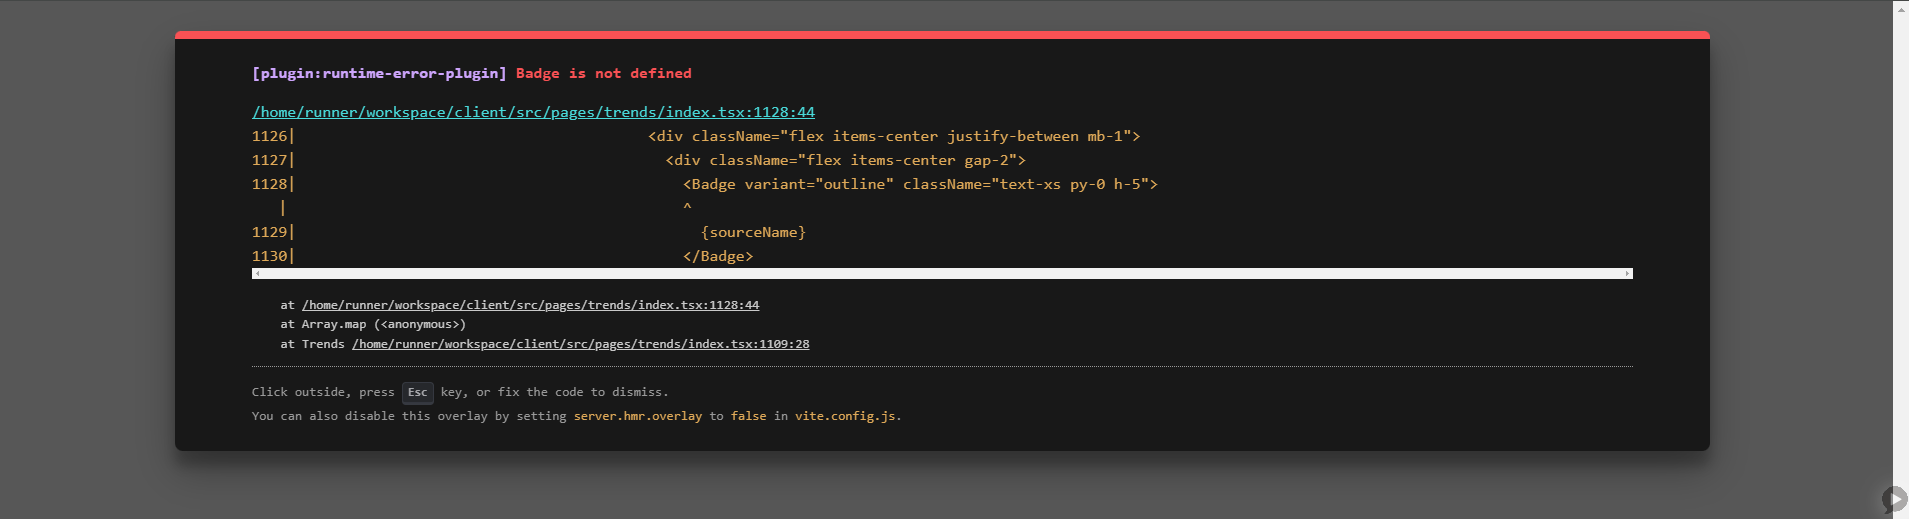 [plugin:runtime-error-plugin] Badge is not defined
/home/runner/workspace/client/src/pages/trends/index.tsx:1128:44
1126|                                        <div className="flex items-center justify-between mb-1">
1127|                                          <div className="flex items-center gap-2">
1128|                                            <Badge variant="outline" className="text-xs py-0 h-5">
   |                                            ^
1129|                                              {sourceName}
1130|                                            </Badge>
at /home/runner/workspace/client/src/pages/trends/index.tsx:1128:44
at Array.map (<anonymous>)
at Trends /home/runner/workspace/client/src/pages/trends/index.tsx:1109:28
Click outside, press Esc key, or fix the code to dismiss.
You can also disable this overlay by setting server.hmr.overlay to false in vite.config.js.